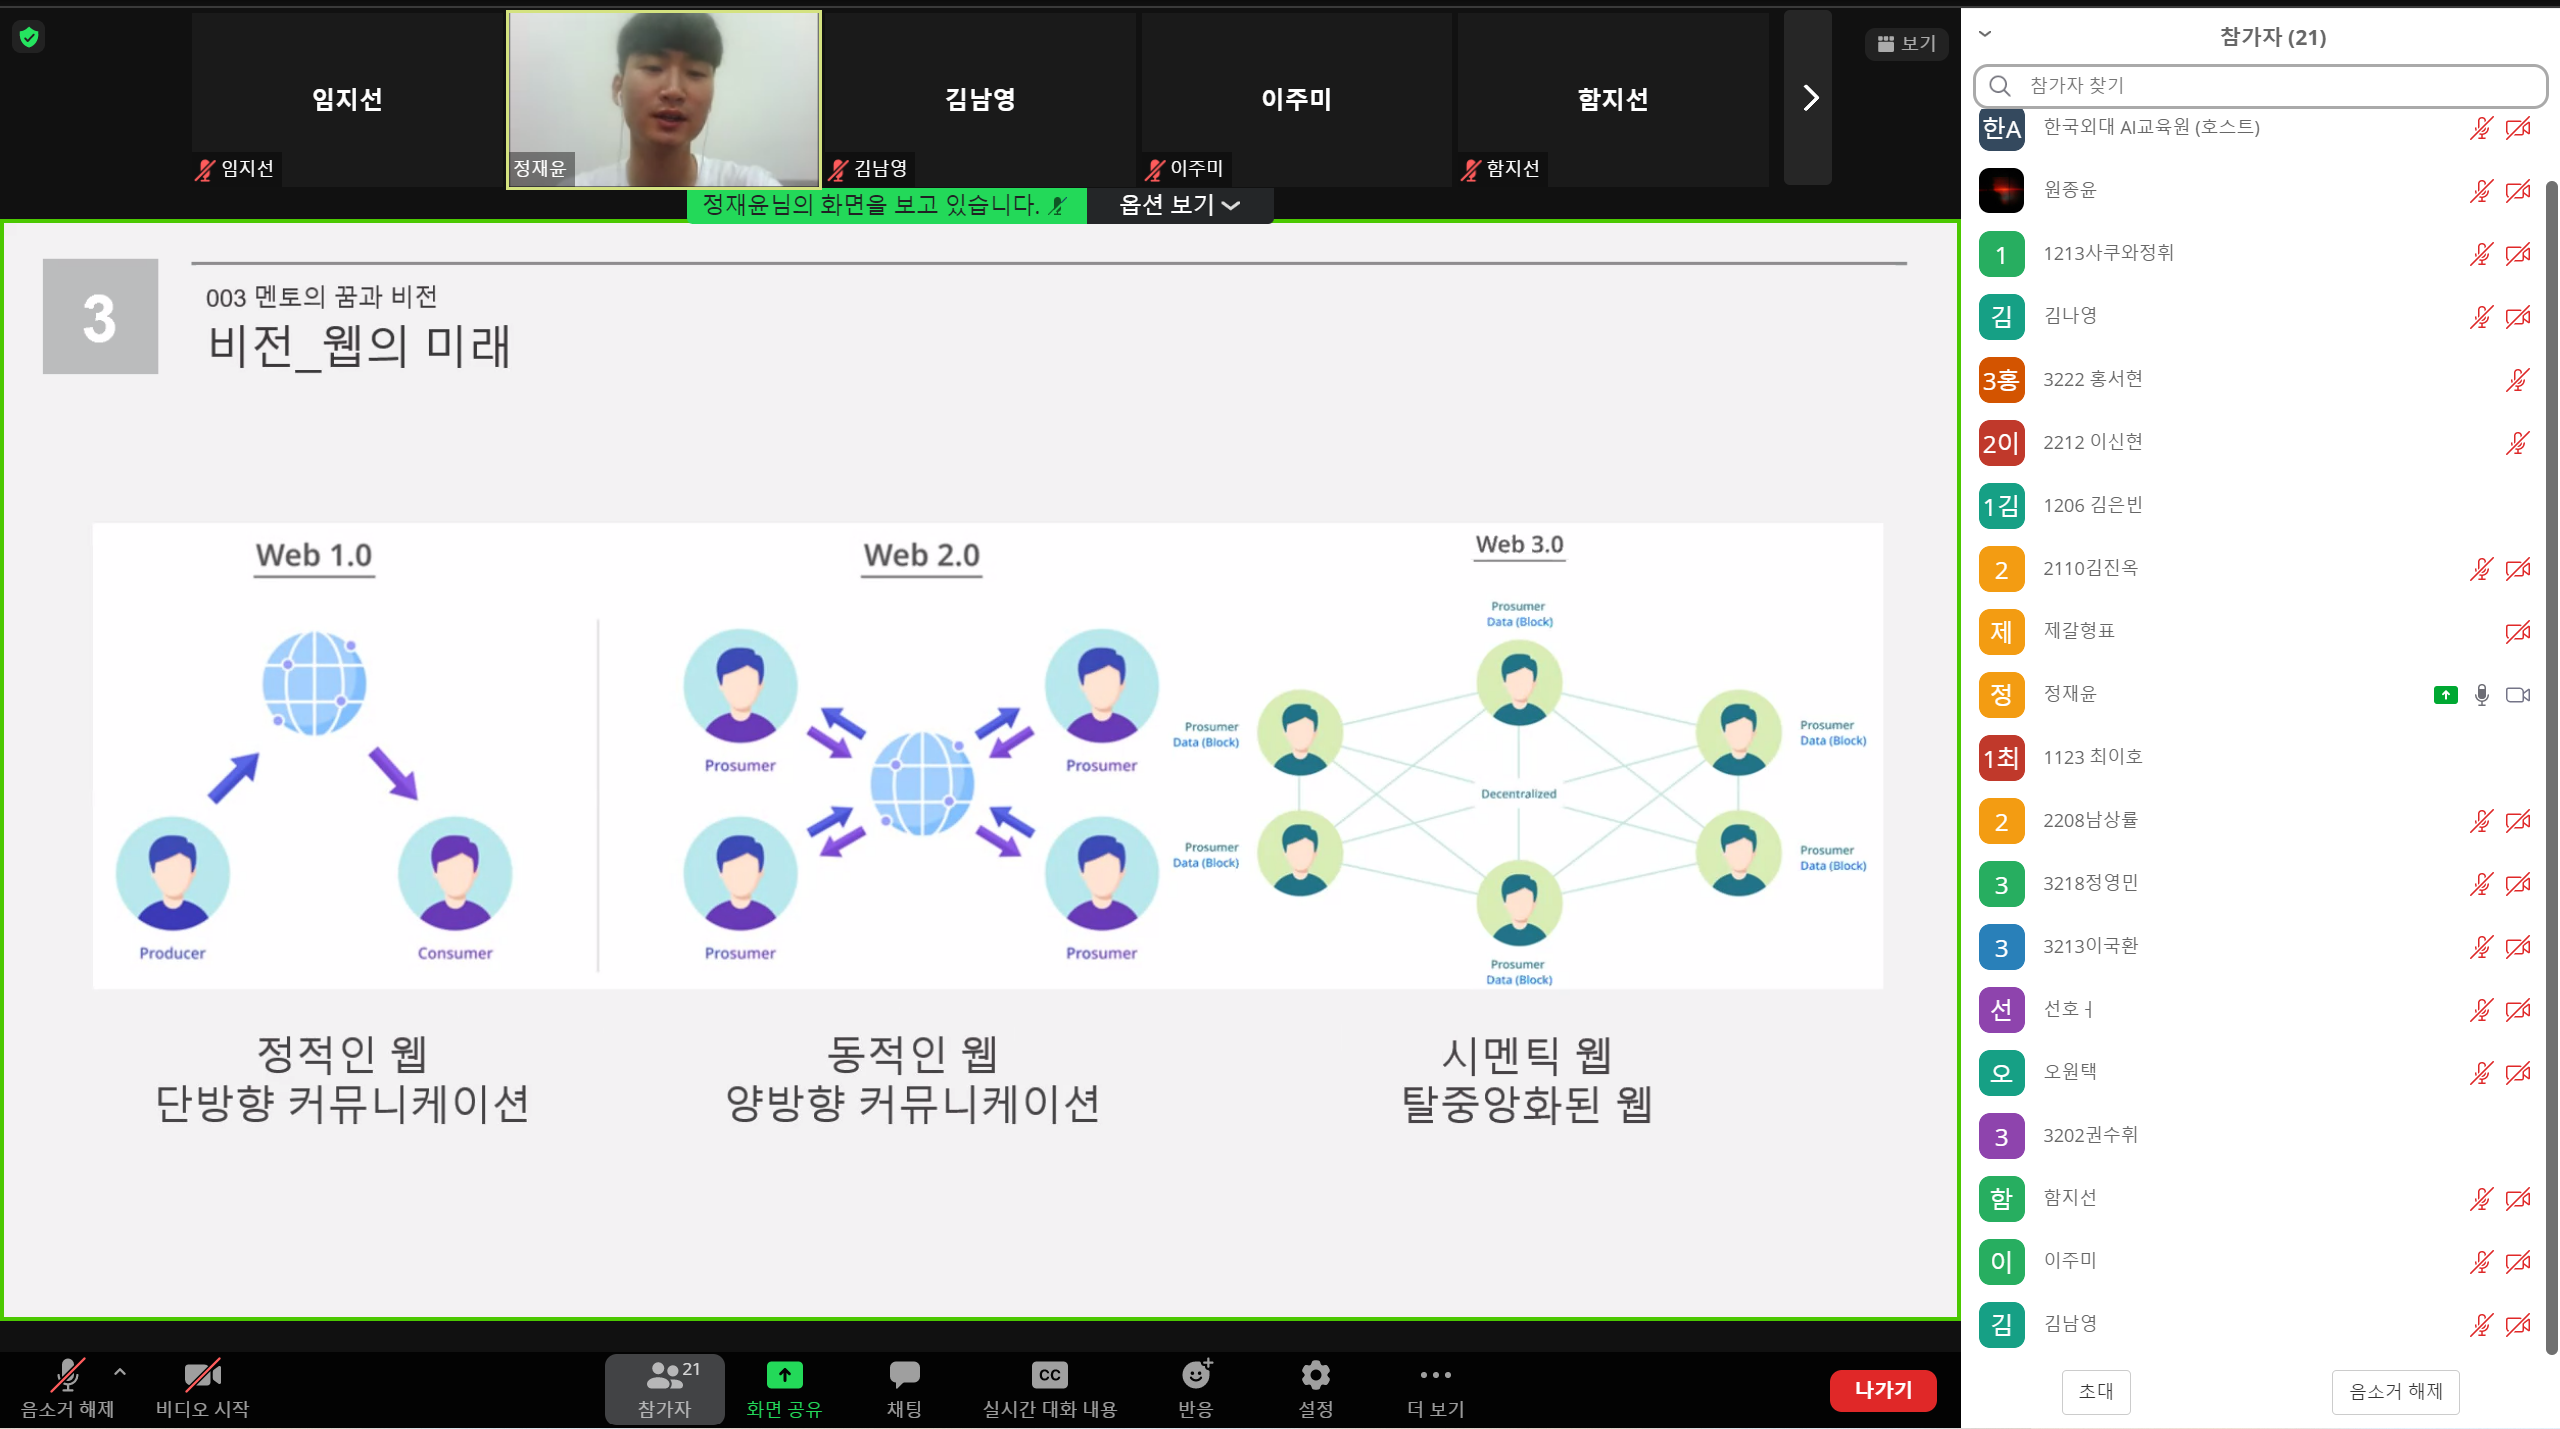 임지선
임지선
정재윤
김남영
김남영
이주미
이주미
함지선
함지선
보기
정재윤님의 화면을 보고 있습니다.
옵션 보기
3
003 멘토의 꿈과 비전
비전_웹의 미래
Web 1.0
Producer
Consumer
Web 2.0
Prosumer
Prosumer
Prosumer
Prosumer
Web 3.0
Prosumer
Data (Block)
Prosumer
Data (Block)
Prosumer
Data (Block)
Decentralized
Prosumer
Data (Block)
Prosumer
Data (Block)
Prosumer
Data (Block)
정적인 웹
단방향 커뮤니케이션
동적인 웹
양방향 커뮤니케이션
시멘틱 웹
탈중앙화된 웹
음소거 해제
비디오 시작
21
참가자
화면 공유
채팅
CC
실시간 대화 내용
반응
설정
더 보기
나가기
참가자 (21)
참가자 찾기
한A 한국외대 AI교육원 (호스트)
원종윤
1 1213사쿠와정휘
김 김나영
3홍 3222 홍서현
2이 2212 이신현
1김 1206 김은빈
2 2110김진옥
제 제갈형표
정 정재윤
1최 1123 최이호
2 2208남상률
3 3218정영민
3 3213이국환
선 선호ㅕ
오 오원택
3 3202권수휘
함 함지선
이 이주미
김 김남영
초대
음소거 해제